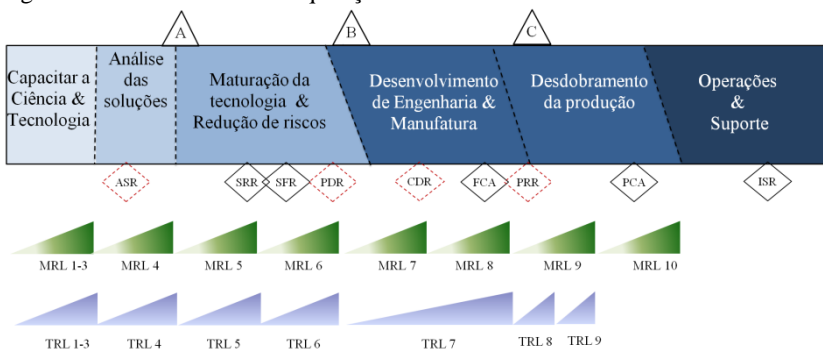 A
B
C
Capacitar a
Ciência &
Tecnologia
Análise
das
soluções
Maturação da
tecnologia &
Redução de riscos
Desenvolvimento
de Engenharia &
Manufatura
Desdobramento
da produção
Operações
&
Suporte
ASR
SRR
SFR
PDR
CDR
FCA
PRR
PCA
ISR
MRL 1-3
MRL 4
MRL 5
MRL 6
MRL 7
MRL 8
MRL 9
MRL 10
TRL 1-3
TRL 4
TRL 5
TRL 6
TRL 7
TRL 8
TRL 9